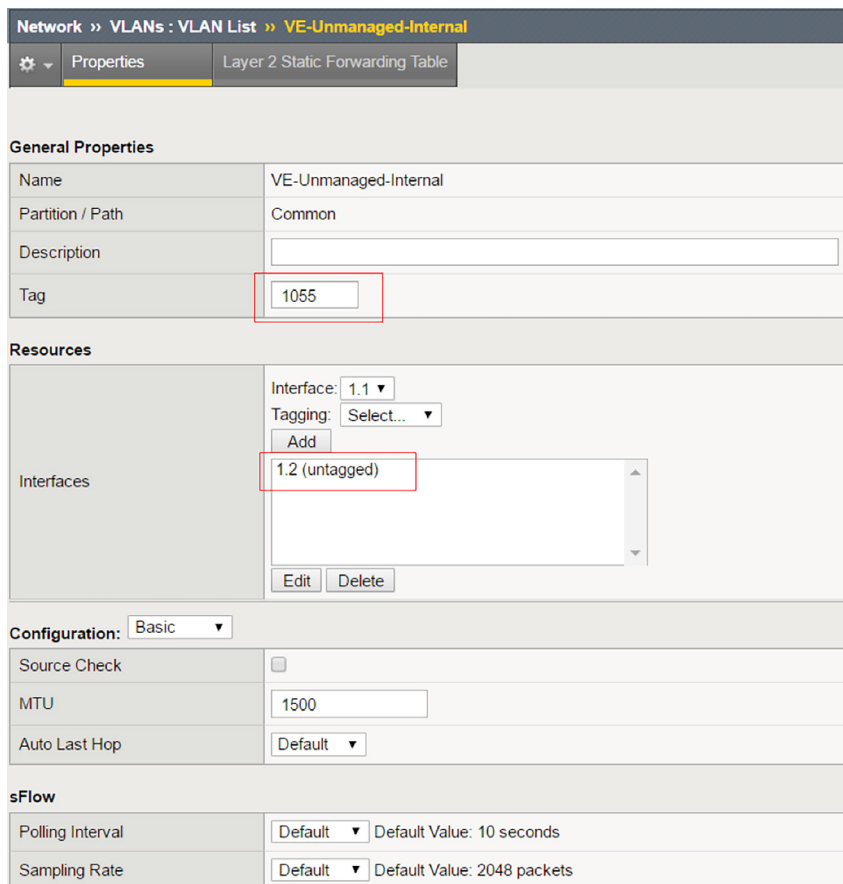 Network ›› VLANs : VLAN List ›› VE-Unmanaged-Internal
Properties Layer 2 Static Forwarding Table
General Properties
Name VE-Unmanaged-Internal
Partition / Path Common
Description
Tag 1055
Resources
Interface: 1.1
Tagging: Select...
Add
Interfaces 1.2 (untagged)
Edit Delete
Configuration: Basic
Source Check
MTU 1500
Auto Last Hop Default
sFlow
Polling Interval Default Default Value: 10 seconds
Sampling Rate Default Default Value: 2048 packets